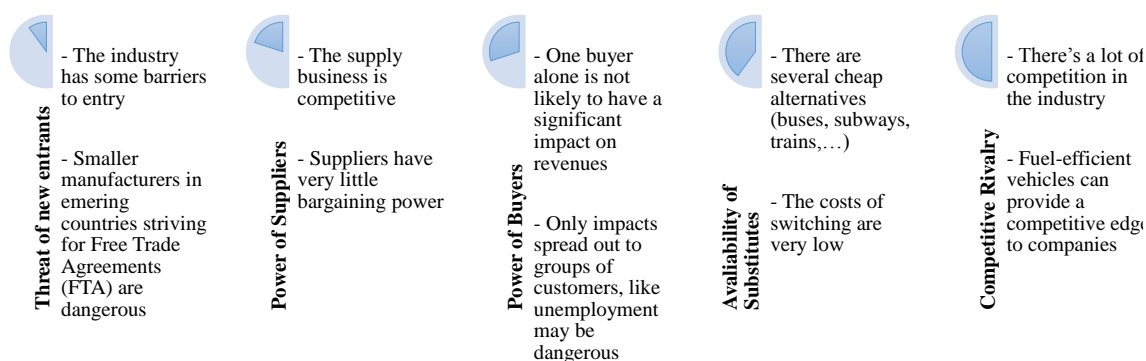 Threat of new entrants
- The industry
has some barriers
to entry
- Smaller
manufacturers in
emering
countries striving
for Free Trade
Agreements
(FTA) are
dangerous
Power of Suppliers
- The supply
business is
competitive
- Suppliers have
very little
bargaining power
Power of Buyers
- One buyer
alone is not
likely to have a
significant
impact on
revenues
- Only impacts
spread out to
groups of
customers, like
unemployment
may be
dangerous
Avaliability of
Substitutes
- There are
several cheap
alternatives
(buses, subways,
trains,…)
- The costs of
switching are
very low
Competitive Rivalry
- There’s a lot of
competition in
the industry
- Fuel-efficient
vehicles can
provide a
competitive edge
to companies